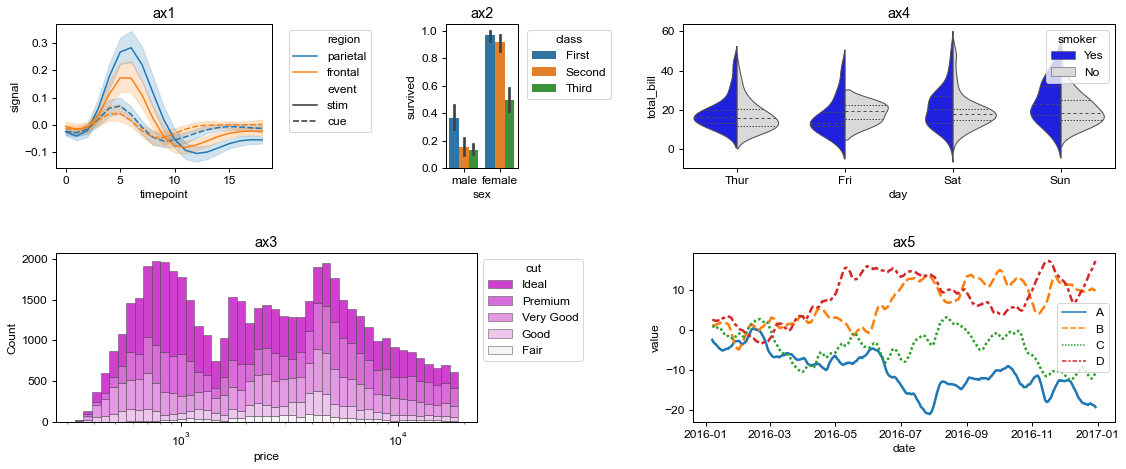 ax1
signal
0.3
0.2
0.1
0.0
−0.1
0 5 10 15
timepoint
region
parietal
frontal
event
stim
cue
ax2
survived
1.0
0.8
0.6
0.4
0.2
0.0
male female
sex
class
First
Second
Third
ax4
total_bill
60
40
20
0
Thur Fri Sat Sun
day
smoker
Yes
No
ax3
Count
2000
1500
1000
500
0
10³ 10⁴
price
cut
Ideal
Premium
Very Good
Good
Fair
ax5
value
10
0
−10
−20
2016-01 2016-03 2016-05 2016-07 2016-09 2016-11 2017-01
date
A
B
C
D